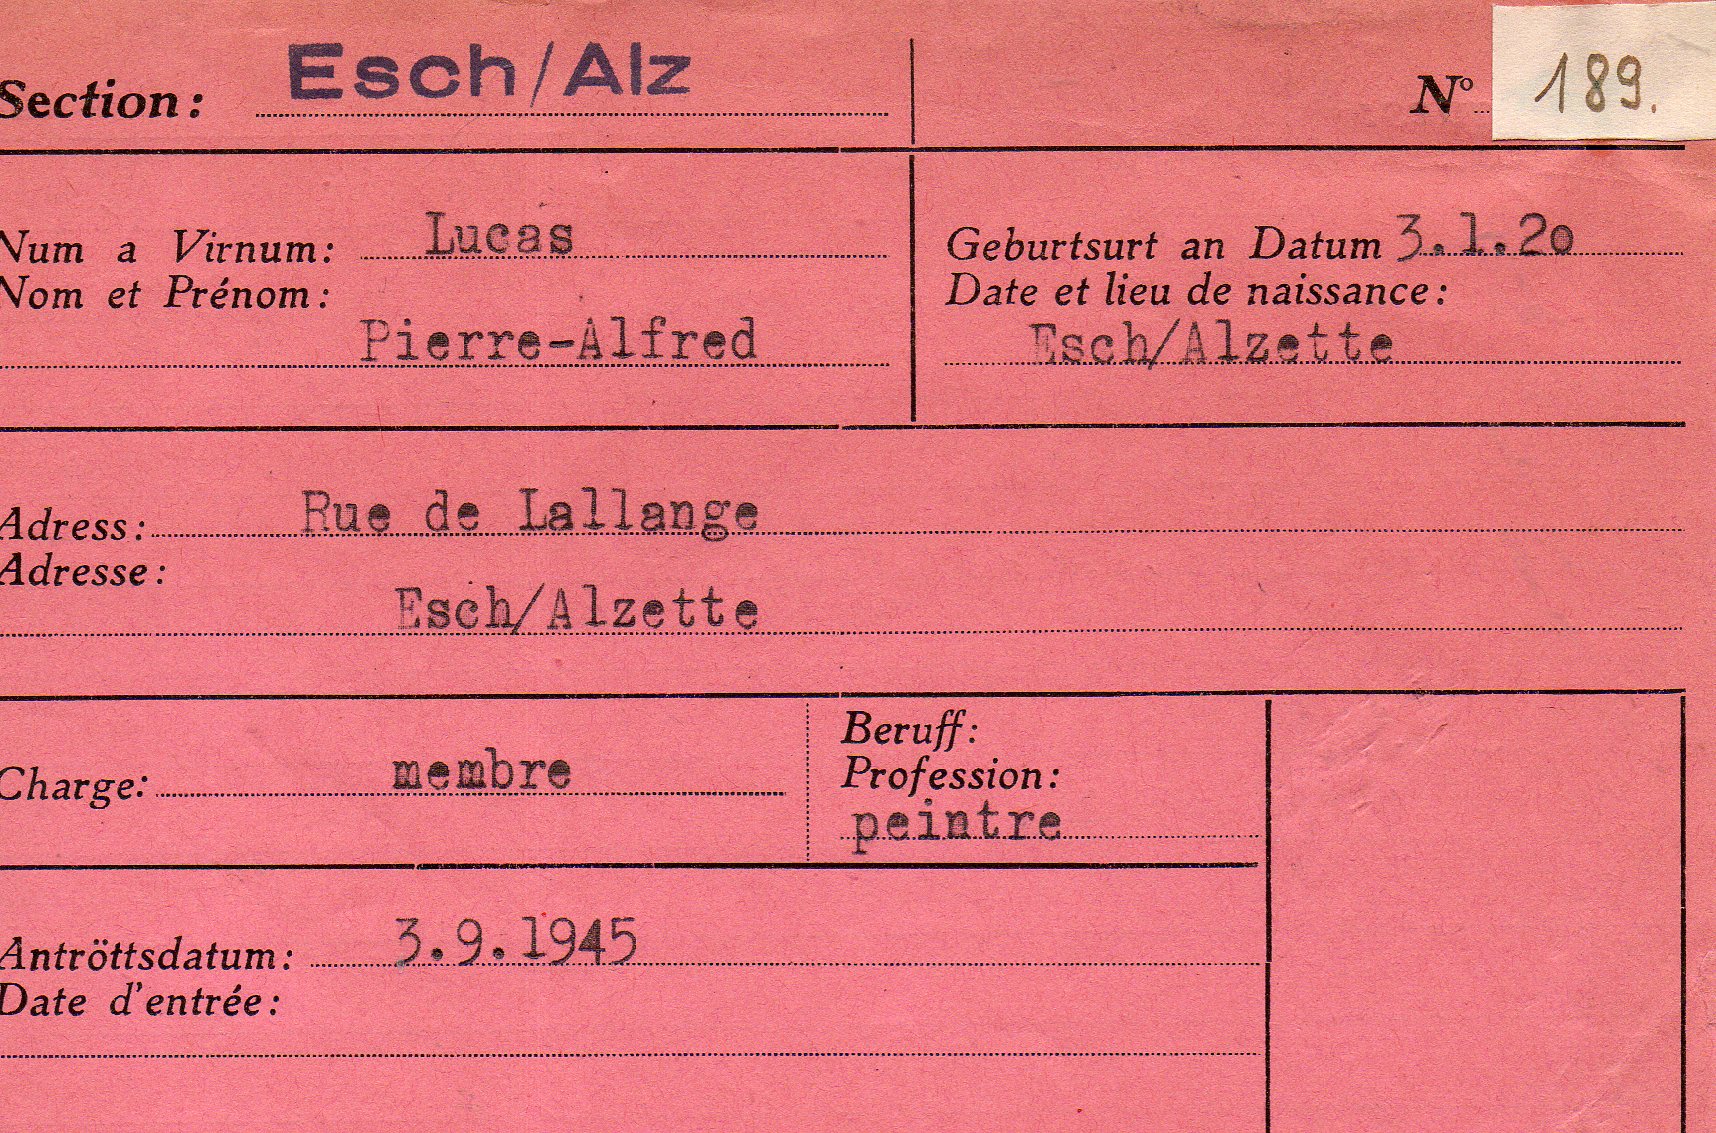 Section: Esch/Alz N° 189.
Num a Virnum: Lucas
Nom et Prénom:
Pierre-Alfred
Geburtsurt an Datum 3.1.20
Date et lieu de naissance:
Esch/Alzette
Adress: Rue de Lallange
Adresse:
Esch/Alzette
Charge: membre
Beruff:
Profession:
peintre
Antröttsdatum: 3.9.1945
Date d'entrée: